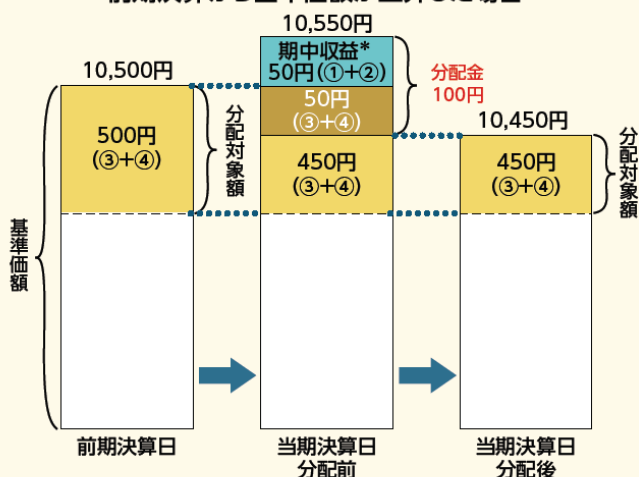 10,550円
期中収益*
50円(①+②)
50円
(③+④)
450円
(③+④)
分配金
100円
10,500円
500円
(③+④)
分配対象額
10,450円
450円
(③+④)
分配対象額
基準価額
前期決算日
当期決算日
分配前
当期決算日
分配後